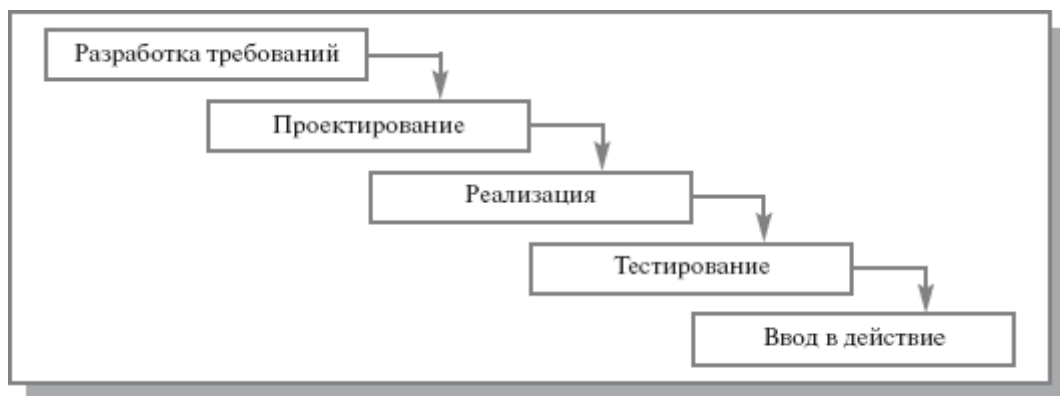 Разработка требований
Проектирование
Реализация
Тестирование
Ввод в действие